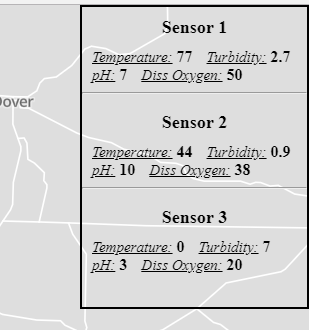 Sensor 1
Temperature: 77 Turbidity: 2.7
pH: 7 Diss Oxygen: 50
Dover
Sensor 2
Temperature: 44 Turbidity: 0.9
pH: 10 Diss Oxygen: 38
Sensor 3
Temperature: 0 Turbidity: 7
pH: 3 Diss Oxygen: 20